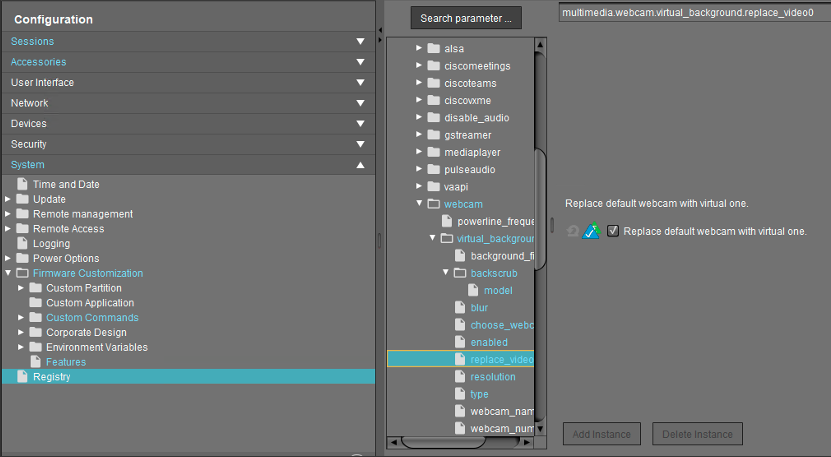 Configuration
Sessions
Accessories
User Interface
Network
Devices
Security
System
Time and Date
Update
Remote management
Remote Access
Logging
Power Options
Firmware Customization
Custom Partition
Custom Application
Custom Commands
Corporate Design
Environment Variables
Features
Registry
Search parameter ...
alsa
ciscomeetings
ciscoteams
ciscovxme
disable_audio
gstreamer
mediaplayer
pulseaudio
vaapi
webcam
powerline_freque
virtual_backgroun
background_fi
backscrub
model
blur
choose_webc
enabled
replace_video
resolution
type
webcam_nam
webcam_num
multimedia.webcam.virtual_background.replace_video0
Replace default webcam with virtual one.
Replace default webcam with virtual one.
Add Instance
Delete Instance